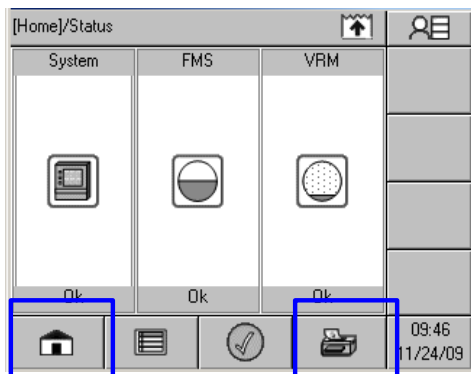 [Home]/Status
System FMS VRM
Ok Ok Ok
09:46
11/24/09